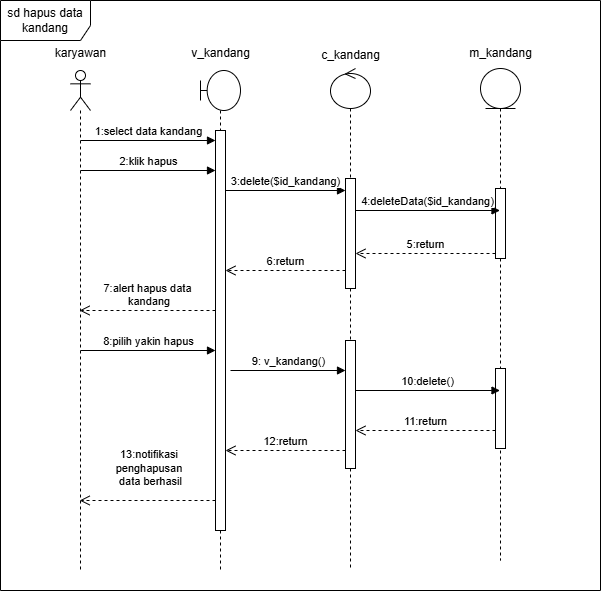 sd hapus data
kandang
karyawan
v_kandang
c_kandang
m_kandang
1:select data kandang
2:klik hapus
3:delete($id_kandang)
4:deleteData($id_kandang)
5:return
6:return
7:alert hapus data
kandang
8:pilih yakin hapus
9: v_kandang()
10:delete()
11:return
12:return
13:notifikasi
penghapusan
data berhasil